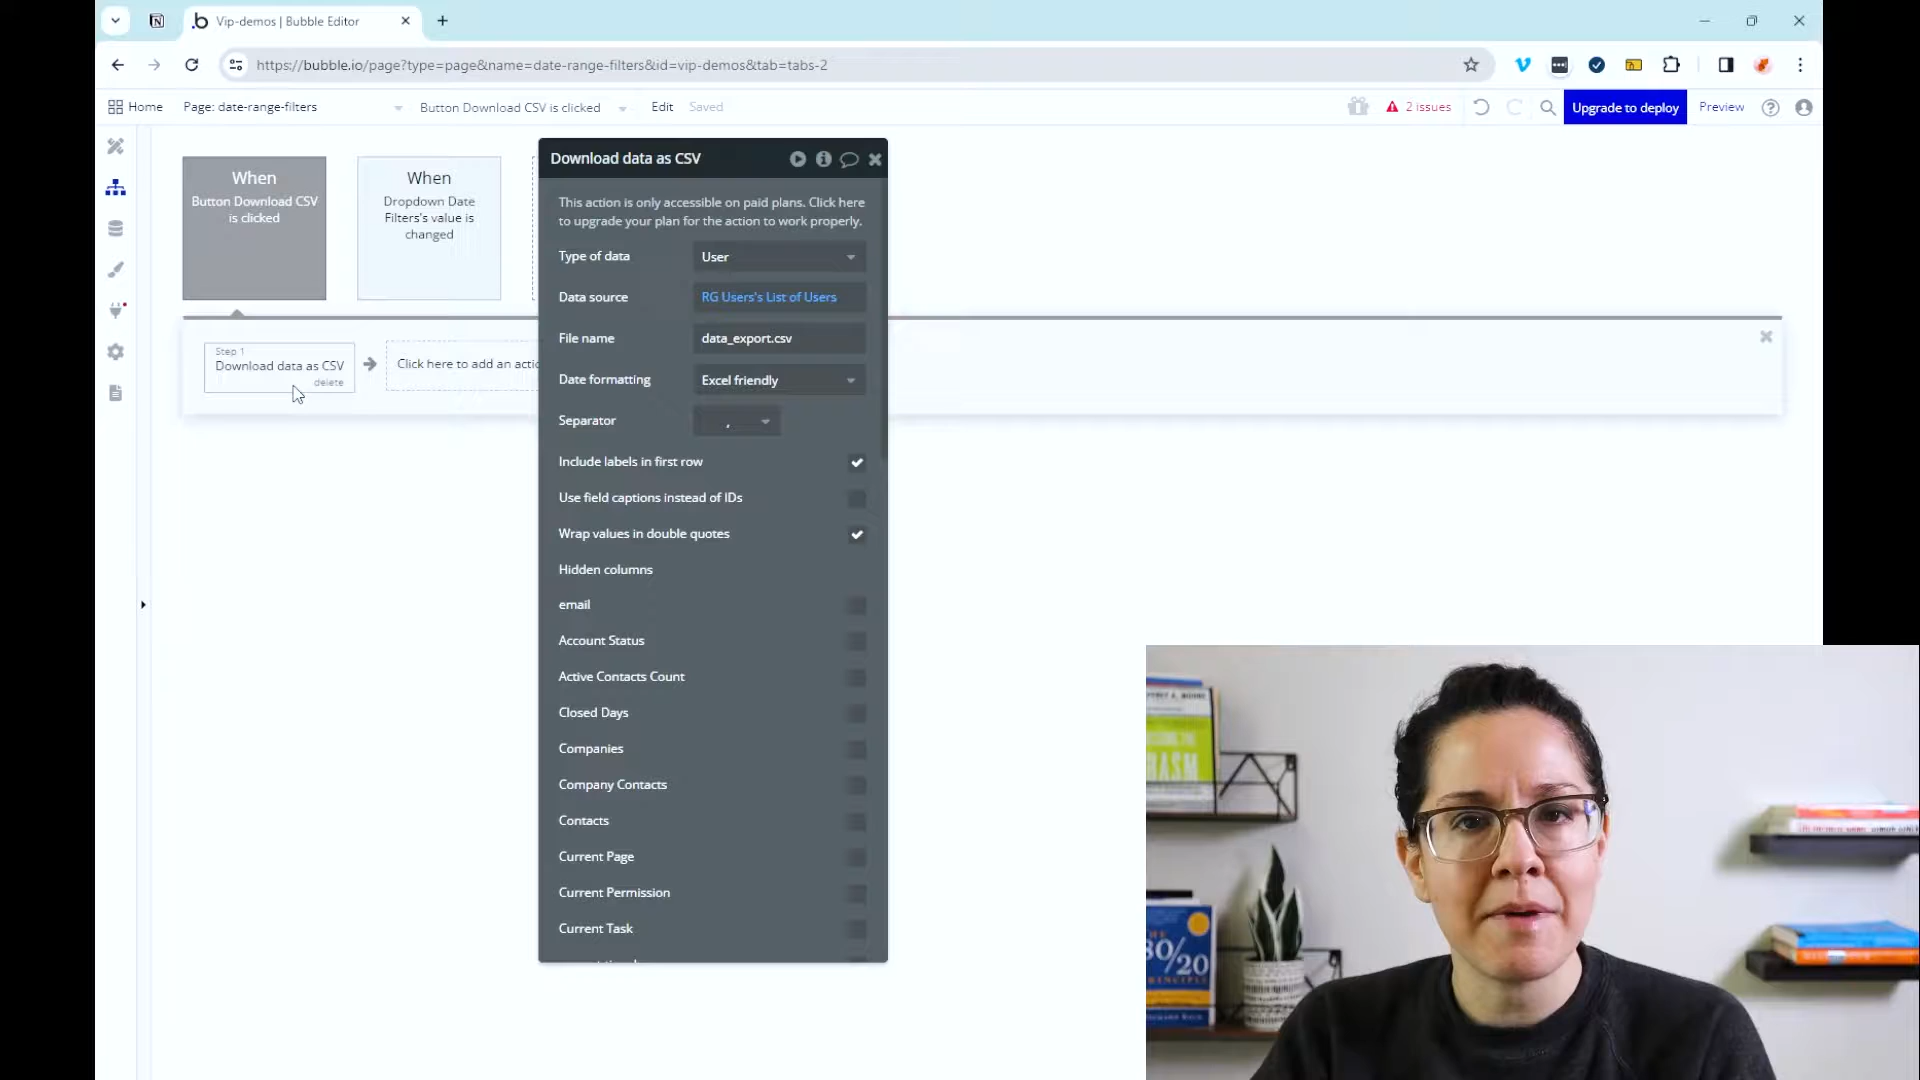 Vip-demos | Bubble Editor
https://bubble.io/page?type=page&name=date-range-filters&id=vip-demos&tab=tabs-2
Home
Page: date-range-filters
Button Download CSV is clicked
Edit
Saved
2 issues
Upgrade to deploy
Preview
When
Button Download CSV
is clicked
When
Dropdown Date
Filters's value is
changed
Step 1
Download data as CSV
delete
Click here to add an actio
Download data as CSV
This action is only accessible on paid plans. Click here
to upgrade your plan for the action to work properly.
Type of data
User
Data source
RG Users's List of Users
File name
data_export.csv
Date formatting
Excel friendly
Separator
,
Include labels in first row
Use field captions instead of IDs
Wrap values in double quotes
Hidden columns
email
Account Status
Active Contacts Count
Closed Days
Companies
Company Contacts
Contacts
Current Page
Current Permission
Current Task
80/20